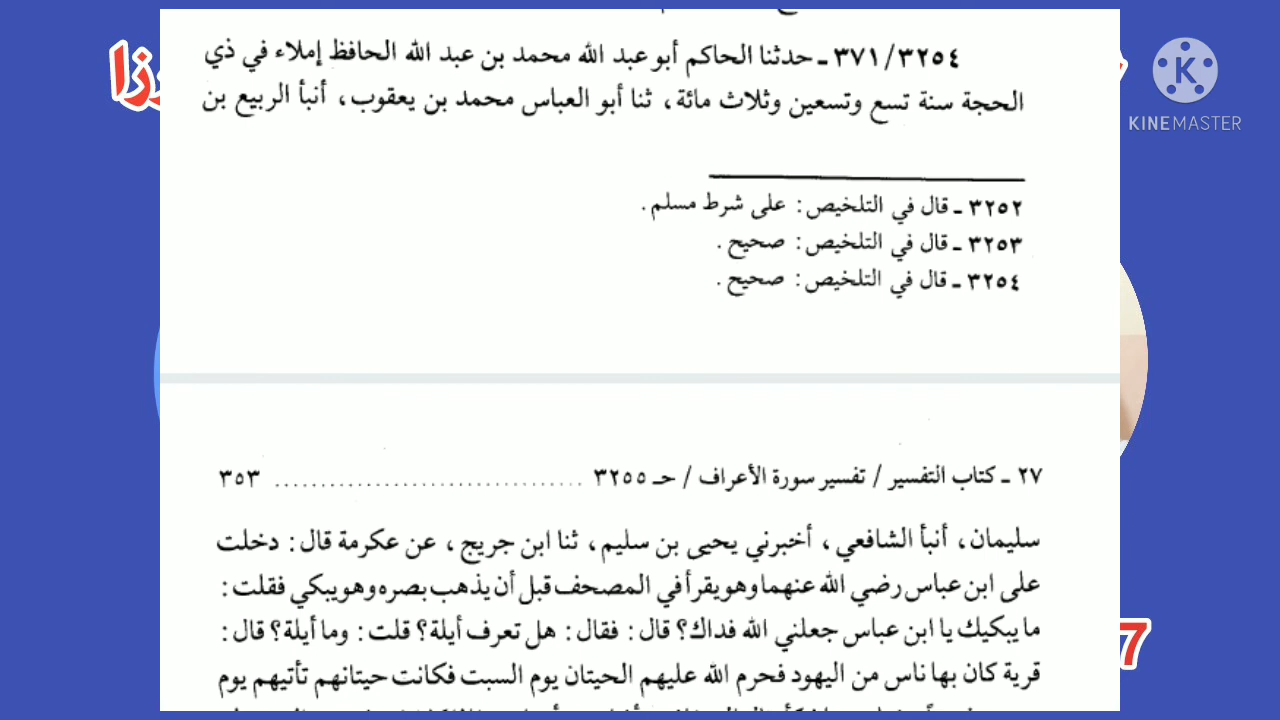 ٣٧١/٣٢٥٤ ـ حدثنا الحاكم أبو عبد الله محمد بن عبد الله الحافظ إملاء في ذي
الحجة سنة تسع وتسعين وثلاث مائة، ثنا أبو العباس محمد بن يعقوب، أنبأ الربيع بن
٣٢٥٢ ـ قال في التلخيص: على شرط مسلم.
٣٢٥٣ ـ قال في التلخيص: صحيح.
٣٢٥٤ ـ قال في التلخيص: صحيح.
٢٧ ـ كتاب التفسير / تفسير سورة الأعراف / حـ ٣٢٥٥ ................................. ٣٥٣
سليمان، أنبأ الشافعي، أخبرني يحيى بن سليم، ثنا ابن جريج، عن عكرمة قال: دخلت
على ابن عباس رضي الله عنهما وهو يقرأ في المصحف قبل أن يذهب بصره وهو يبكي فقلت:
ما يبكيك يا ابن عباس جعلني الله فداك؟ قال: فقال: هل تعرف أيلة؟ قلت: وما أيلة؟ قال:
قرية كان بها ناس من اليهود فحرم الله عليهم الحيتان يوم السبت فكانت حيتانهم تأتيهم يوم
K
KINEMASTER
7